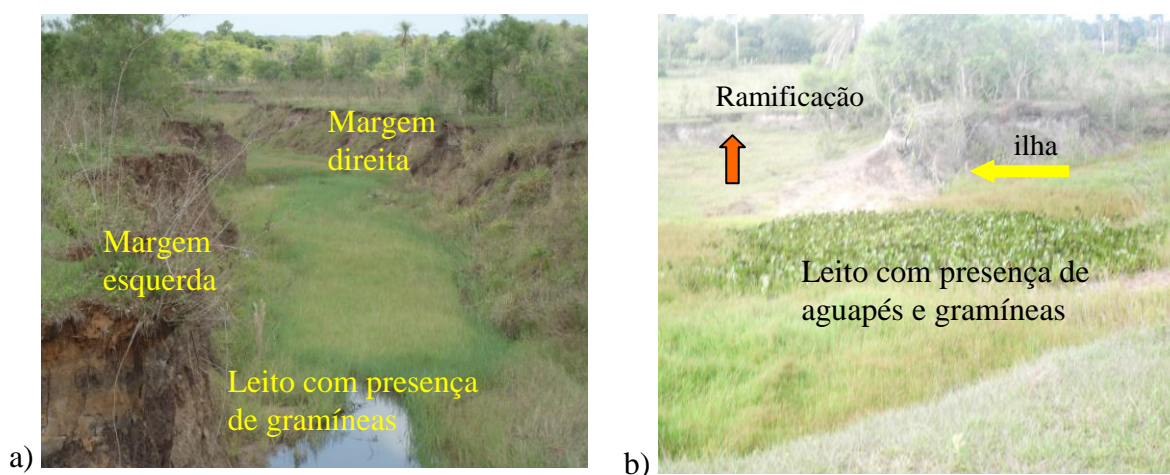 Margem
direita
Margem
esquerda
Leito com presença
de gramíneas
a)
Ramificação
ilha
Leito com presença de
aguapés e gramíneas
b)